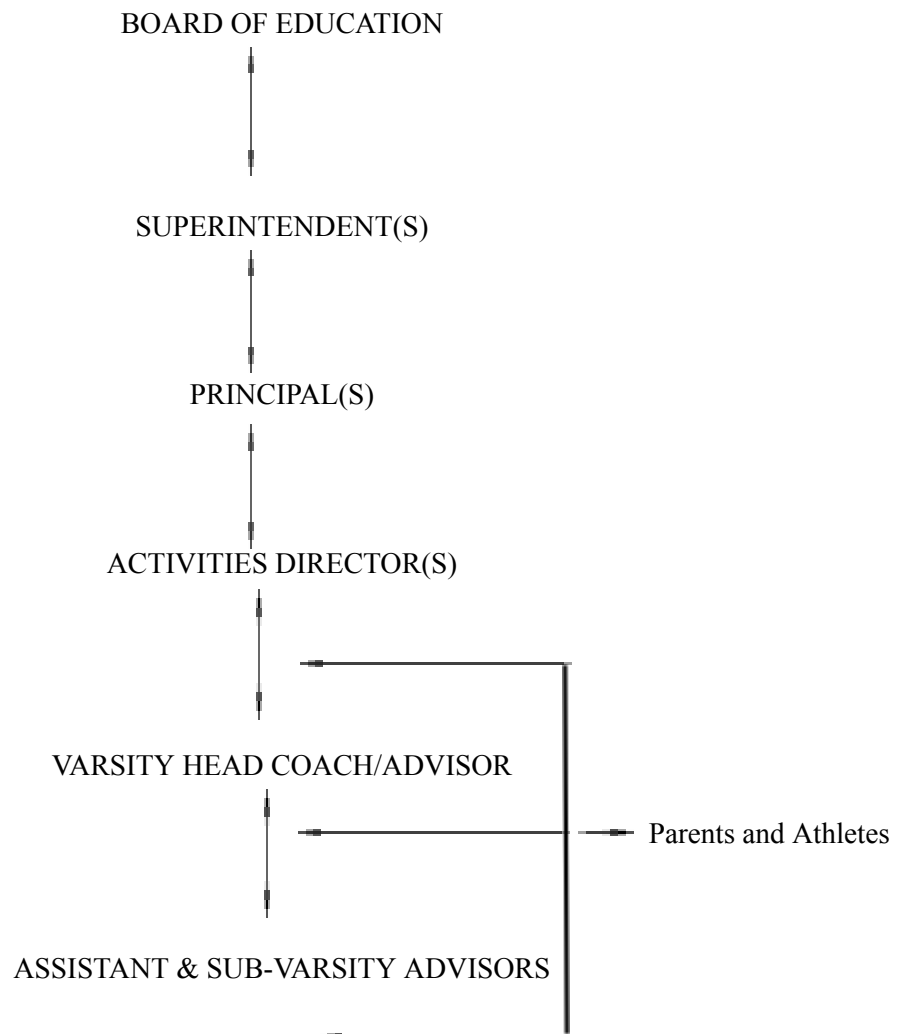 BOARD OF EDUCATION
SUPERINTENDENT(S)
PRINCIPAL(S)
ACTIVITIES DIRECTOR(S)
VARSITY HEAD COACH/ADVISOR
Parents and Athletes
ASSISTANT & SUB-VARSITY ADVISORS